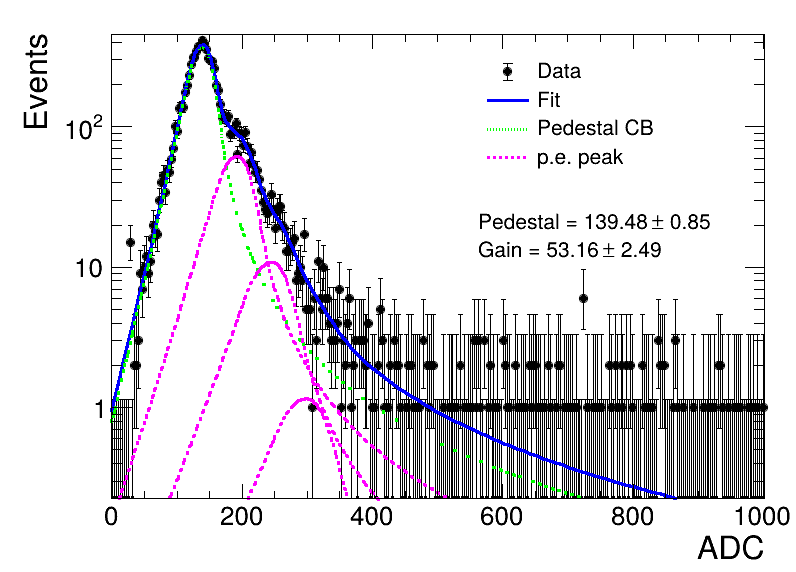 Events
10²
10
1
Data
Fit
Pedestal CB
p.e. peak
Pedestal = 139.48 ± 0.85
Gain = 53.16 ± 2.49
0 200 400 600 800 1000
ADC